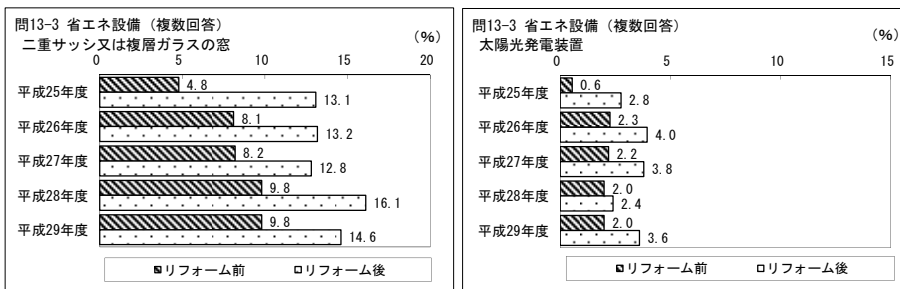 問13-3 省エネ設備（複数回答）
二重サッシ又は複層ガラスの窓
(%)
0 5 10 15 20
平成25年度 4.8
13.1
平成26年度 8.1
13.2
平成27年度 8.2
12.8
平成28年度 9.8
16.1
平成29年度 9.8
14.6
リフォーム前 リフォーム後
問13-3 省エネ設備（複数回答）
太陽光発電装置
(%)
0 5 10 15
平成25年度 0.6
2.8
平成26年度 2.3
4.0
平成27年度 2.2
3.8
平成28年度 2.0
2.4
平成29年度 2.0
3.6
リフォーム前 リフォーム後